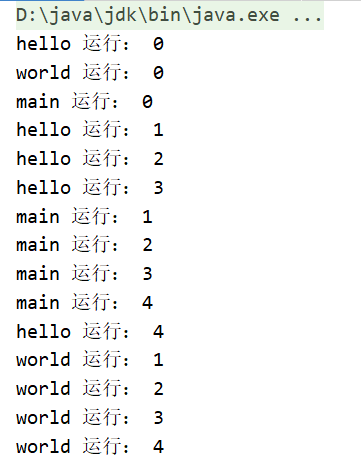 D:\java\jdk\bin\java.exe ...
hello 运行： 0
world 运行： 0
main 运行： 0
hello 运行： 1
hello 运行： 2
hello 运行： 3
main 运行： 1
main 运行： 2
main 运行： 3
main 运行： 4
hello 运行： 4
world 运行： 1
world 运行： 2
world 运行： 3
world 运行： 4